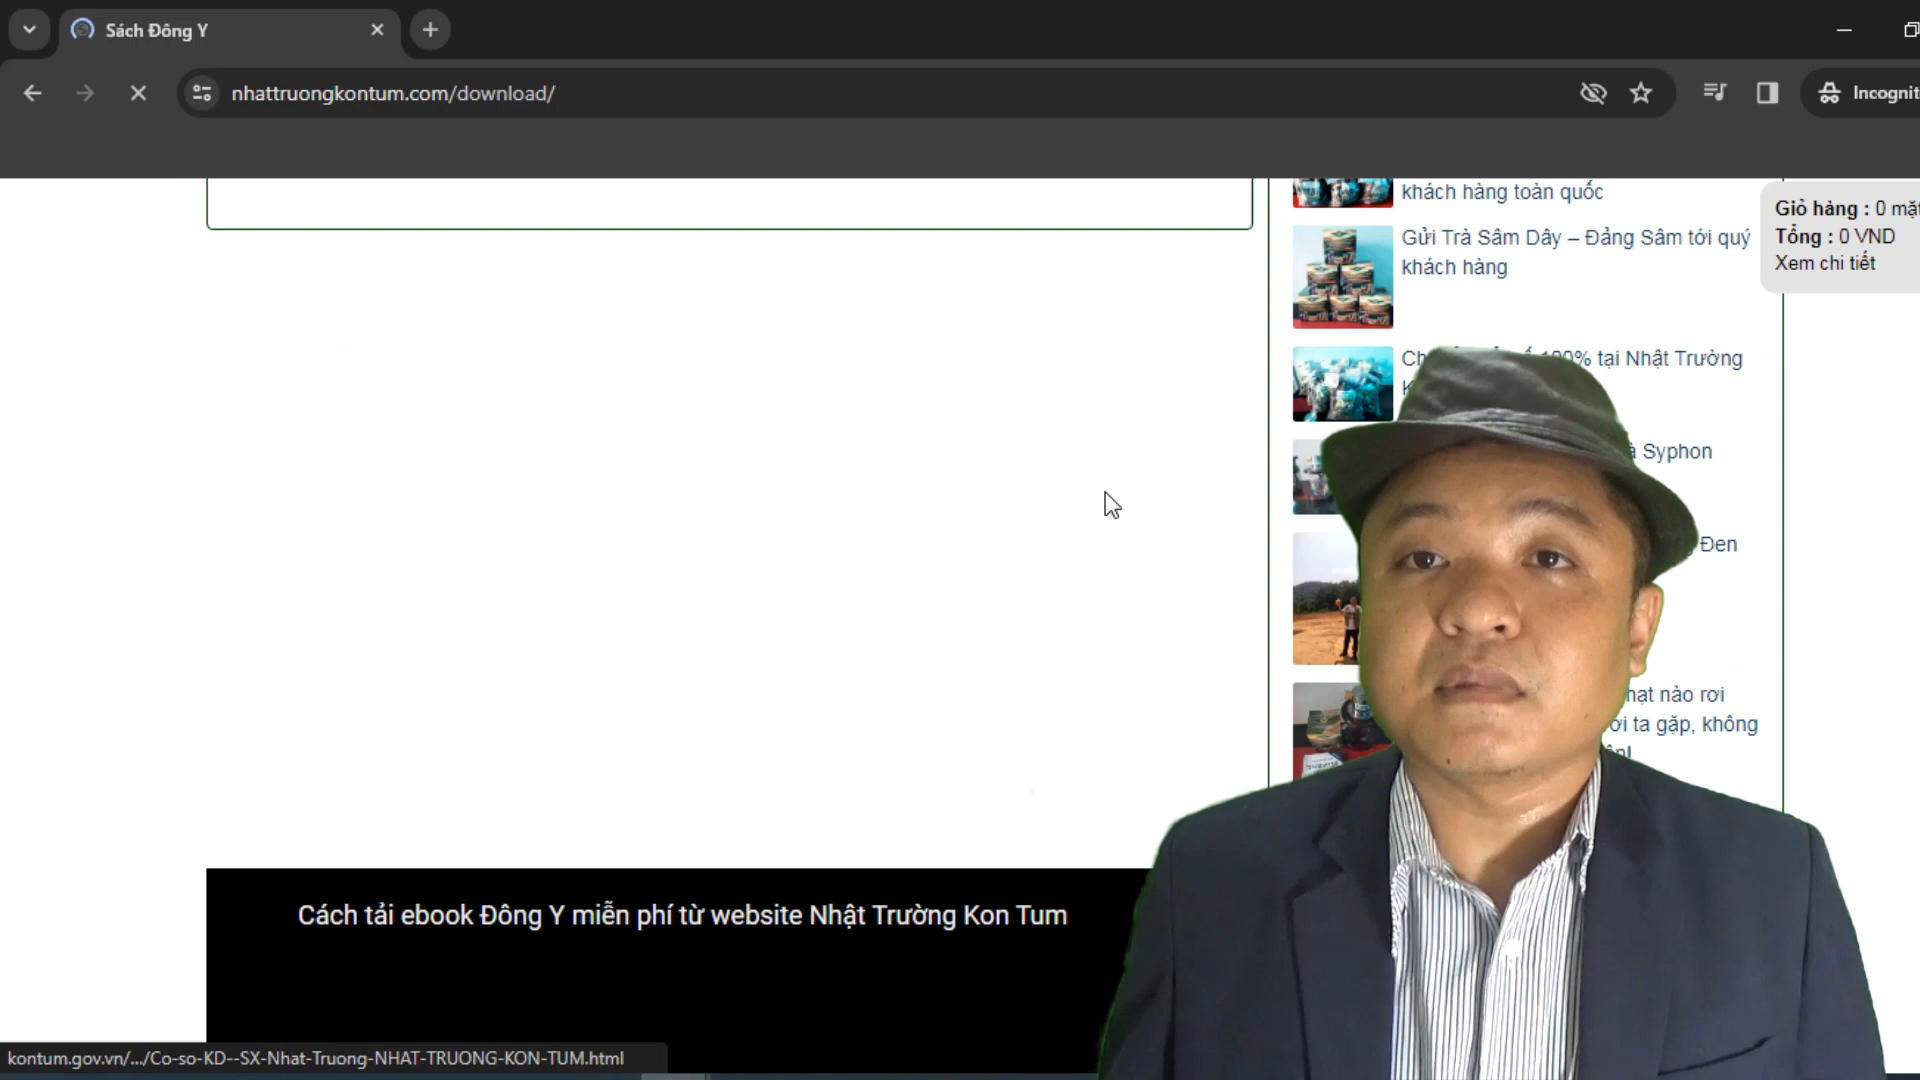 Sách Đông Y
nhattruongkontum.com/download/
Incognit
khách hàng toàn quốc
Gửi Trà Sâm Dây – Đảng Sâm tới quý
khách hàng
100% tại Nhật Trường
Syphon
Đen
hạt nào rơi
ta gặp, không
Giỏ hàng : 0 mặt
Tổng : 0 VND
Xem chi tiết
Cách tải ebook Đông Y miễn phí từ website Nhật Trường Kon Tum
kontum.gov.vn/.../Co-so-KD--SX-Nhat-Truong-NHAT-TRUONG-KON-TUM.html